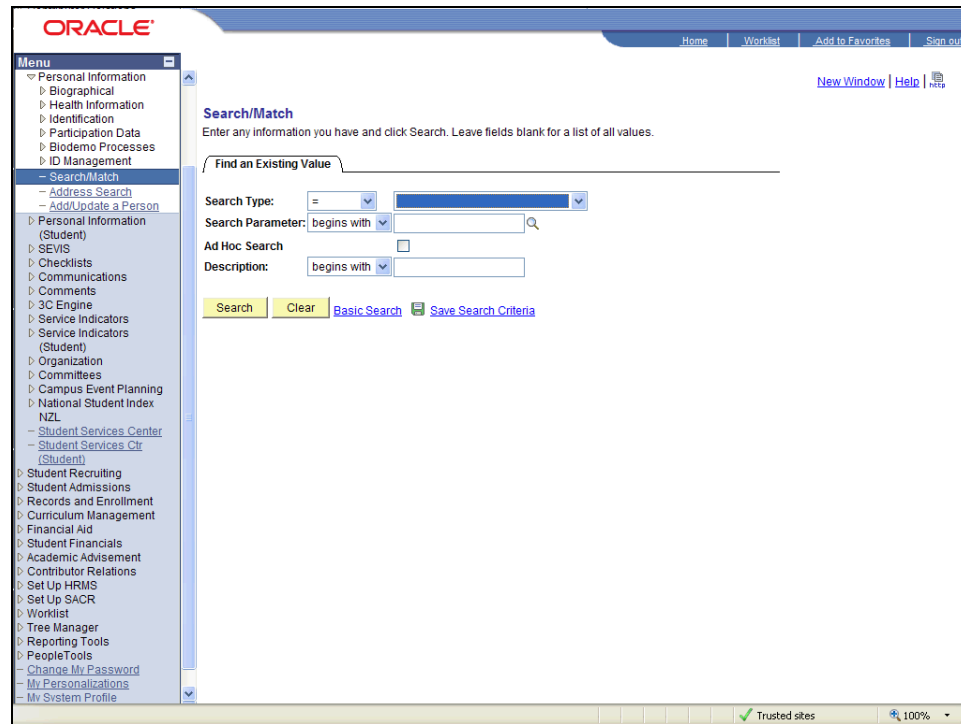 ORACLE'
Home Worklist Add to Favorites Sign out
Menu
Personal Information
Biographical
Health Information
Identification
Participation Data
Biodemo Processes
ID Management
– Search/Match
– Address Search
– Add/Update a Person
Personal Information
(Student)
SEVIS
Checklists
Communications
Comments
3C Engine
Service Indicators
Service Indicators
(Student)
Organization
Committees
Campus Event Planning
National Student Index
NZL
– Student Services Center
– Student Services Ctr
(Student)
Student Recruiting
Student Admissions
Records and Enrollment
Curriculum Management
Financial Aid
Student Financials
Academic Advisement
Contributor Relations
Set Up HRMS
Set Up SACR
Worklist
Tree Manager
Reporting Tools
PeopleTools
– Change My Password
– My Personalizations
– My System Profile
New Window | Help | http
Search/Match
Enter any information you have and click Search. Leave fields blank for a list of all values.
Find an Existing Value
Search Type: =
Search Parameter: begins with
Ad Hoc Search
Description: begins with
Search Clear Basic Search Save Search Criteria
Trusted sites 100%